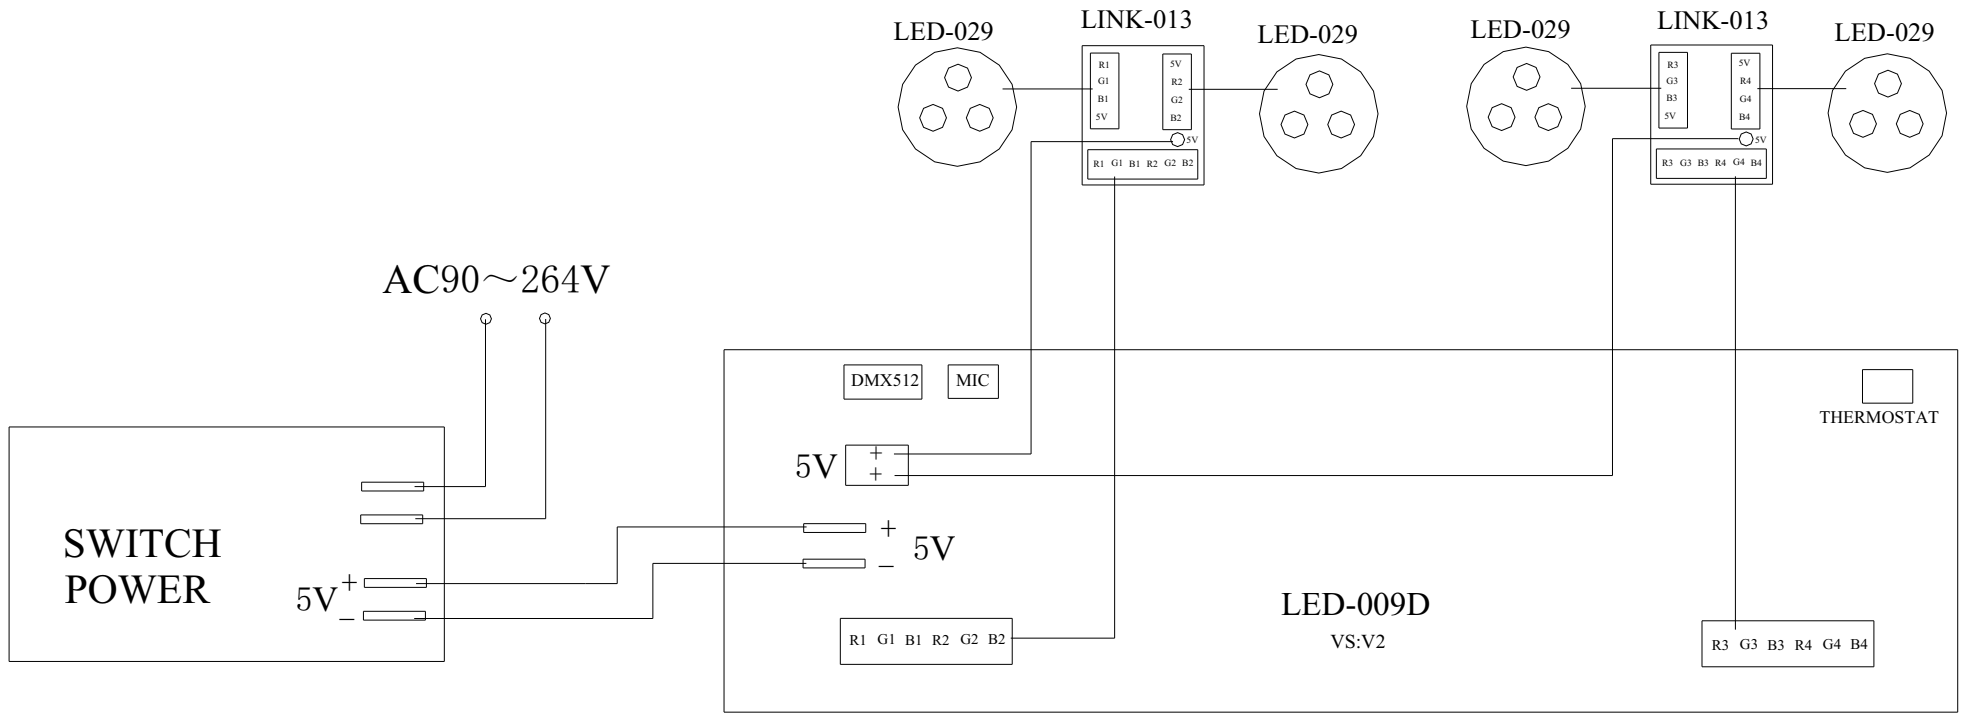 LED-029
LINK-013
LED-029
LED-029
LINK-013
LED-029
R1
G1
B1
5V
5V
R2
G2
B2
5V
R1 G1 B1 R2 G2 B2
R3
G3
B3
5V
5V
R4
G4
B4
5V
R3 G3 B3 R4 G4 B4
AC90～264V
DMX512
MIC
THERMOSTAT
5V
+
+
SWITCH
POWER
5V
+
−
+
−
5V
LED-009D
VS:V2
R1 G1 B1 R2 G2 B2
R3 G3 B3 R4 G4 B4